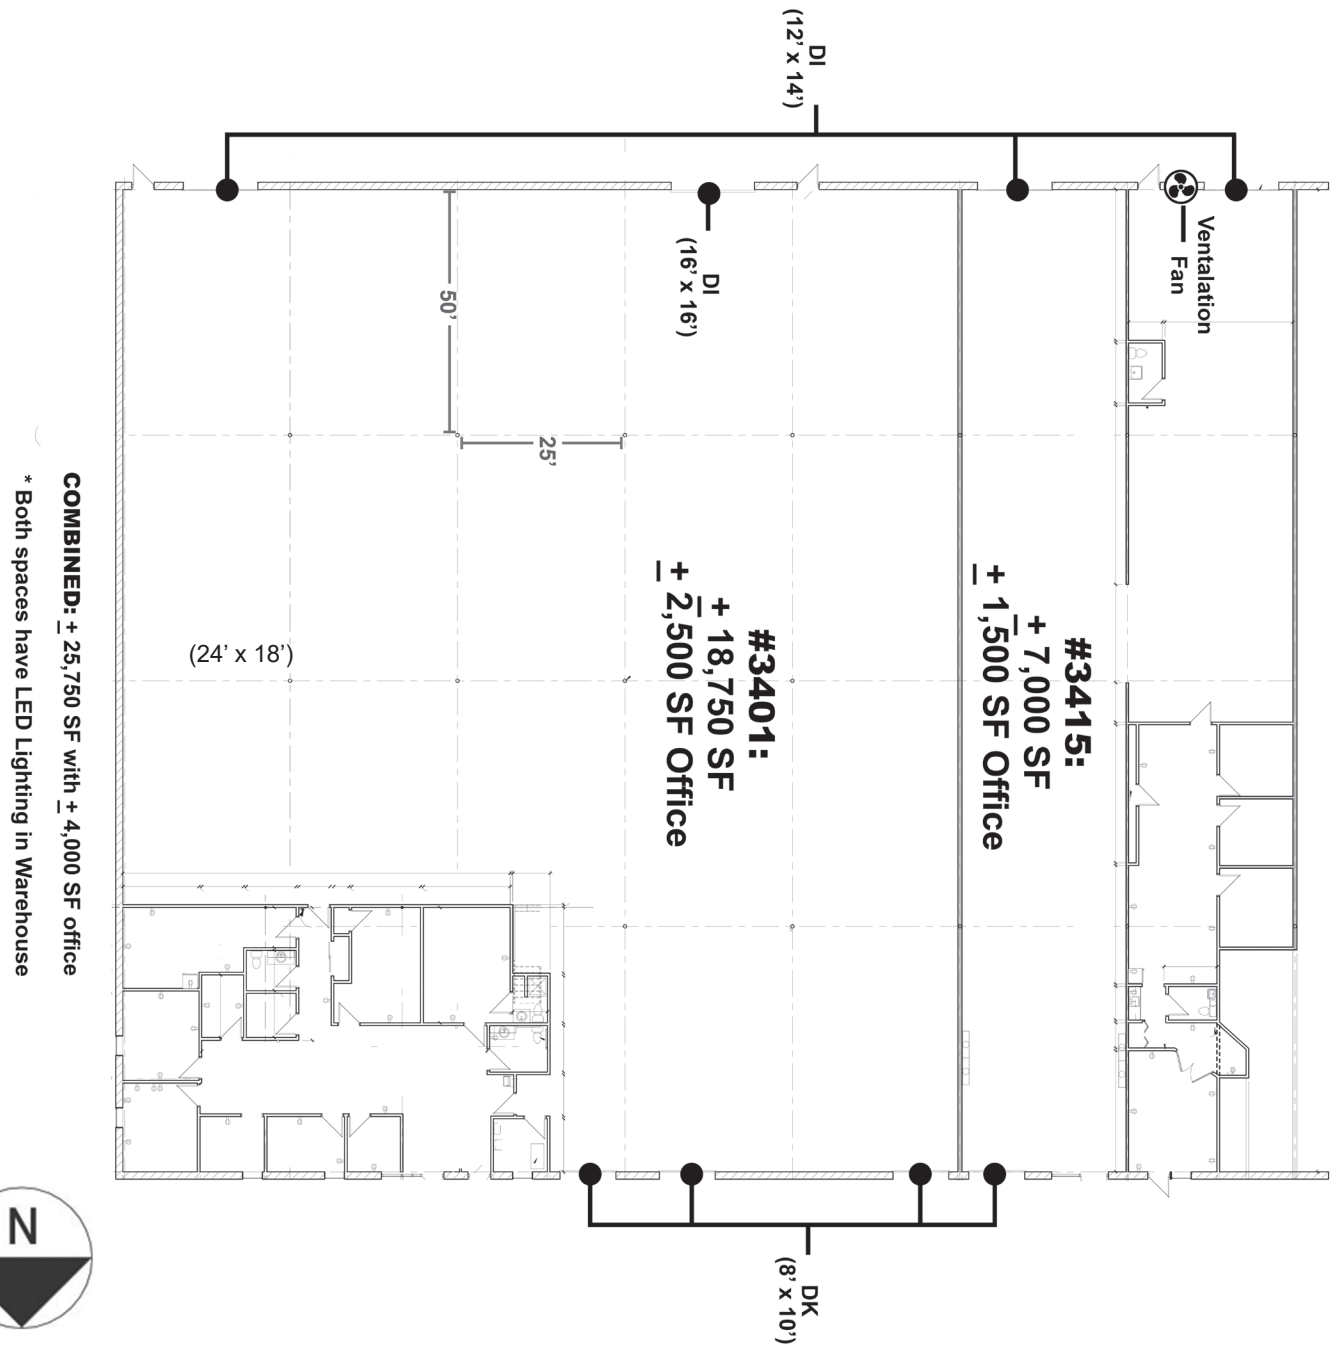 DI
(12’ x 14’)
DI
(16’ x 16’)
Ventalation
Fan
50’
25’
#3415:
+ 7,000 SF
+ 1,500 SF Office
#3401:
+ 18,750 SF
+ 2,500 SF Office
(24’ x 18’)
COMBINED: + 25,750 SF with + 4,000 SF office
* Both spaces have LED Lighting in Warehouse
DK
(8’ x 10’)
N